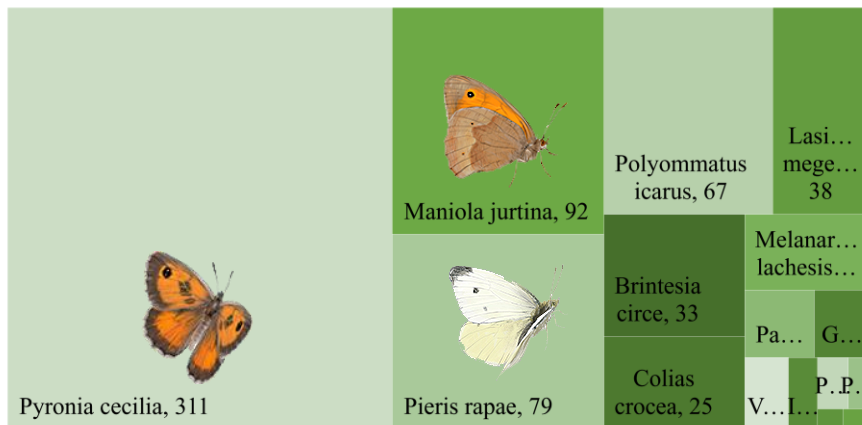 Pyronia cecilia, 311
Maniola jurtina, 92
Pieris rapae, 79
Polyommatus
icarus, 67
Lasi...
mege...
38
Brintesia
circe, 33
Colias
crocea, 25
Melanar...
lachesis...
Pa...
G...
V...
I...
P...
P...